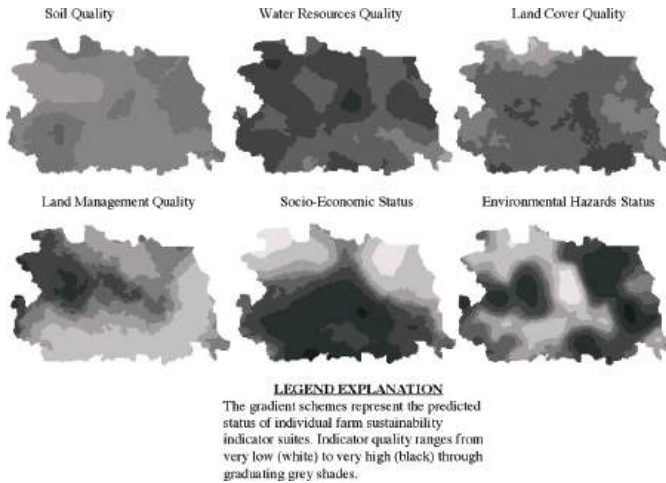 Soil Quality
Water Resources Quality
Land Cover Quality
Land Management Quality
Socio-Economic Status
Environmental Hazards Status
LEGEND EXPLANATION
The gradient schemes represent the predicted
status of individual farm sustainability
indicator suites. Indicator quality ranges from
very low (white) to very high (black) through
graduating grey shades.